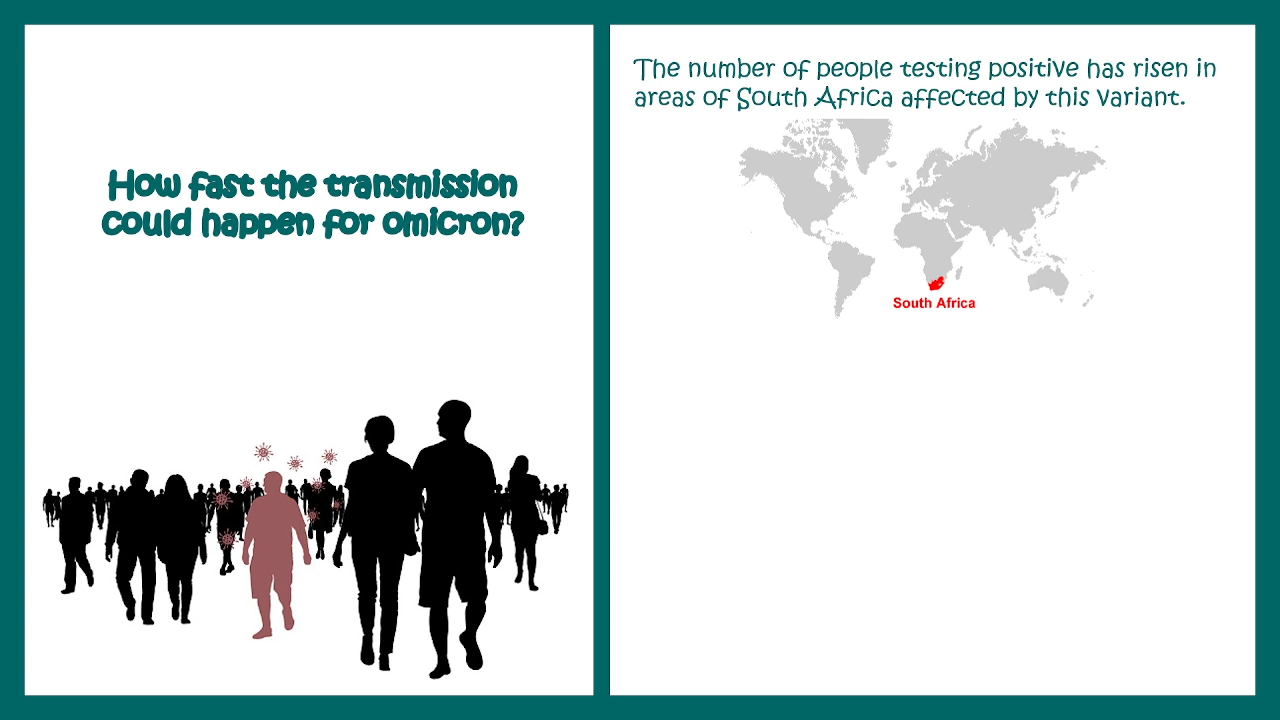 How fast the transmission
could happen for omicron?
The number of people testing positive has risen in
areas of South Africa affected by this variant.
South Africa